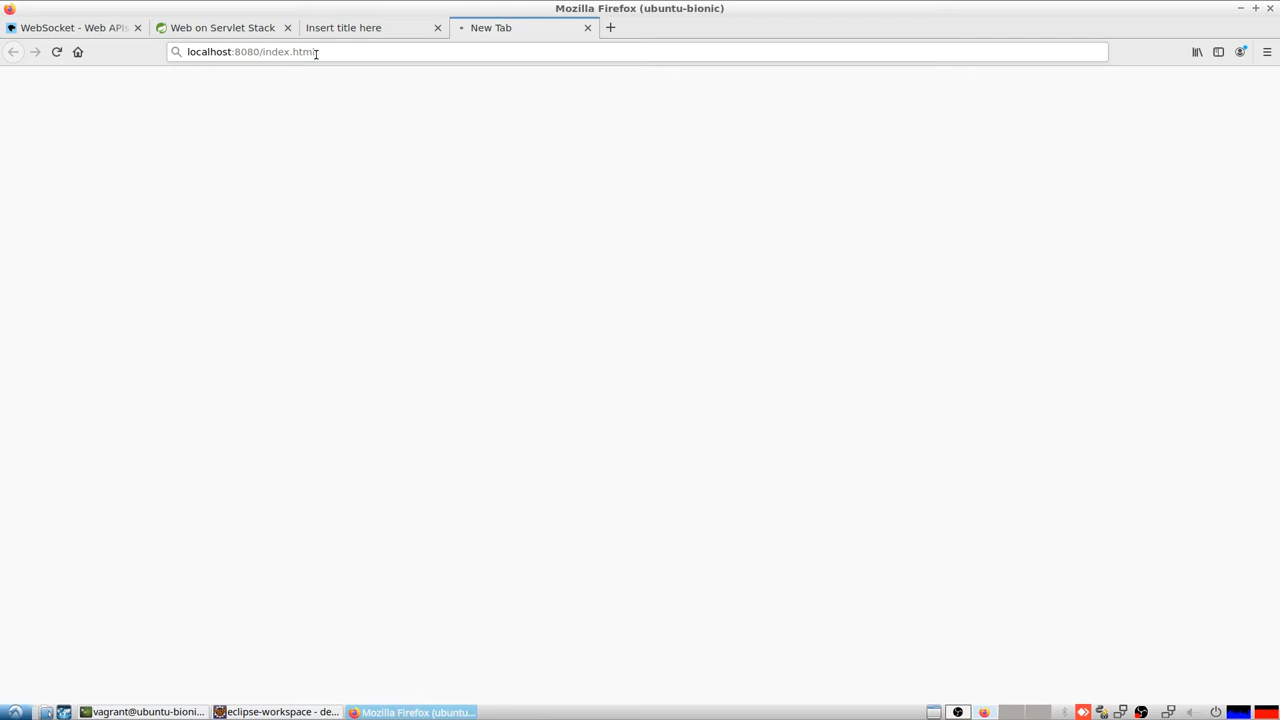 Mozilla Firefox (ubuntu-bionic)
WebSocket - Web APIs
Web on Servlet Stack
Insert title here
New Tab
localhost:8080/index.html
vagrant@ubuntu-bioni...
eclipse-workspace - de...
Mozilla Firefox (ubuntu...